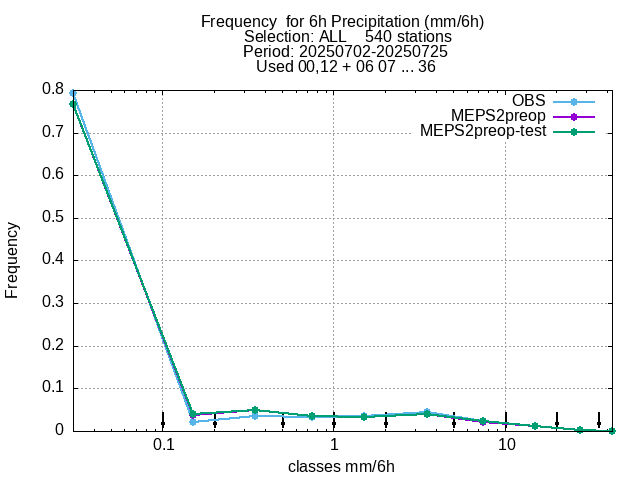 Frequency  for 6h Precipitation (mm/6h)
Selection: ALL    540 stations
Period: 20250702-20250725
Used 00,12 + 06 07 ... 36
OBS
MEPS2preop
MEPS2preop-test
0.8
0.7
0.6
0.5
0.4
0.3
0.2
0.1
0
Frequency
0.1 1 10
classes mm/6h